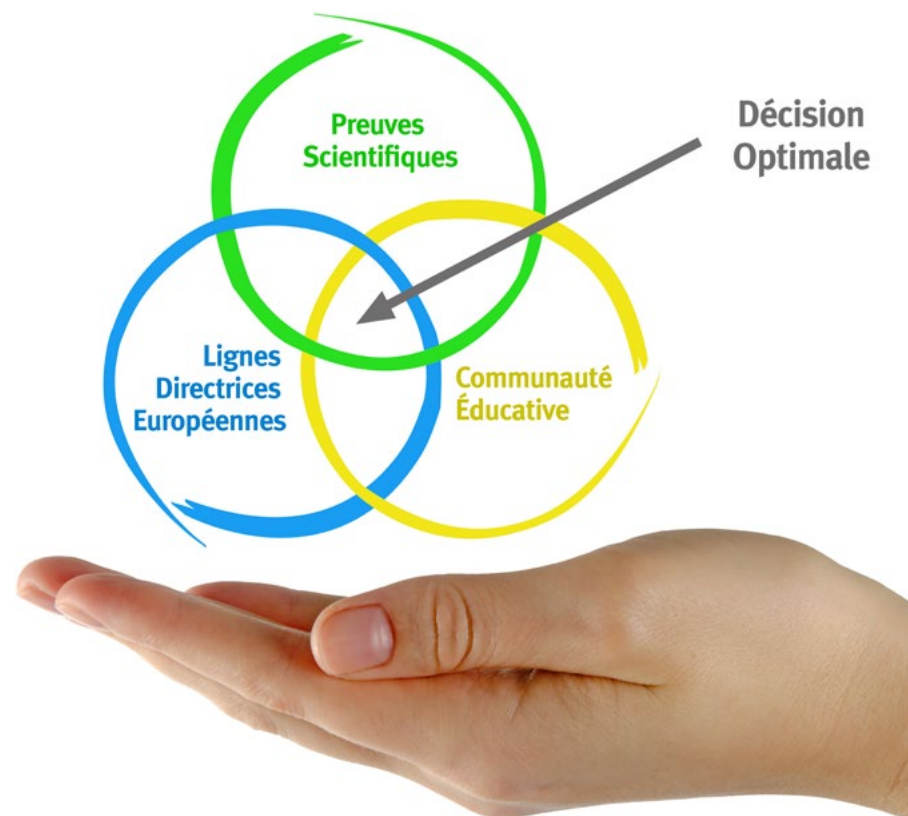 Preuves
Scientifiques
Décision
Optimale
Lignes
Directrices
Européennes
Communauté
Éducative